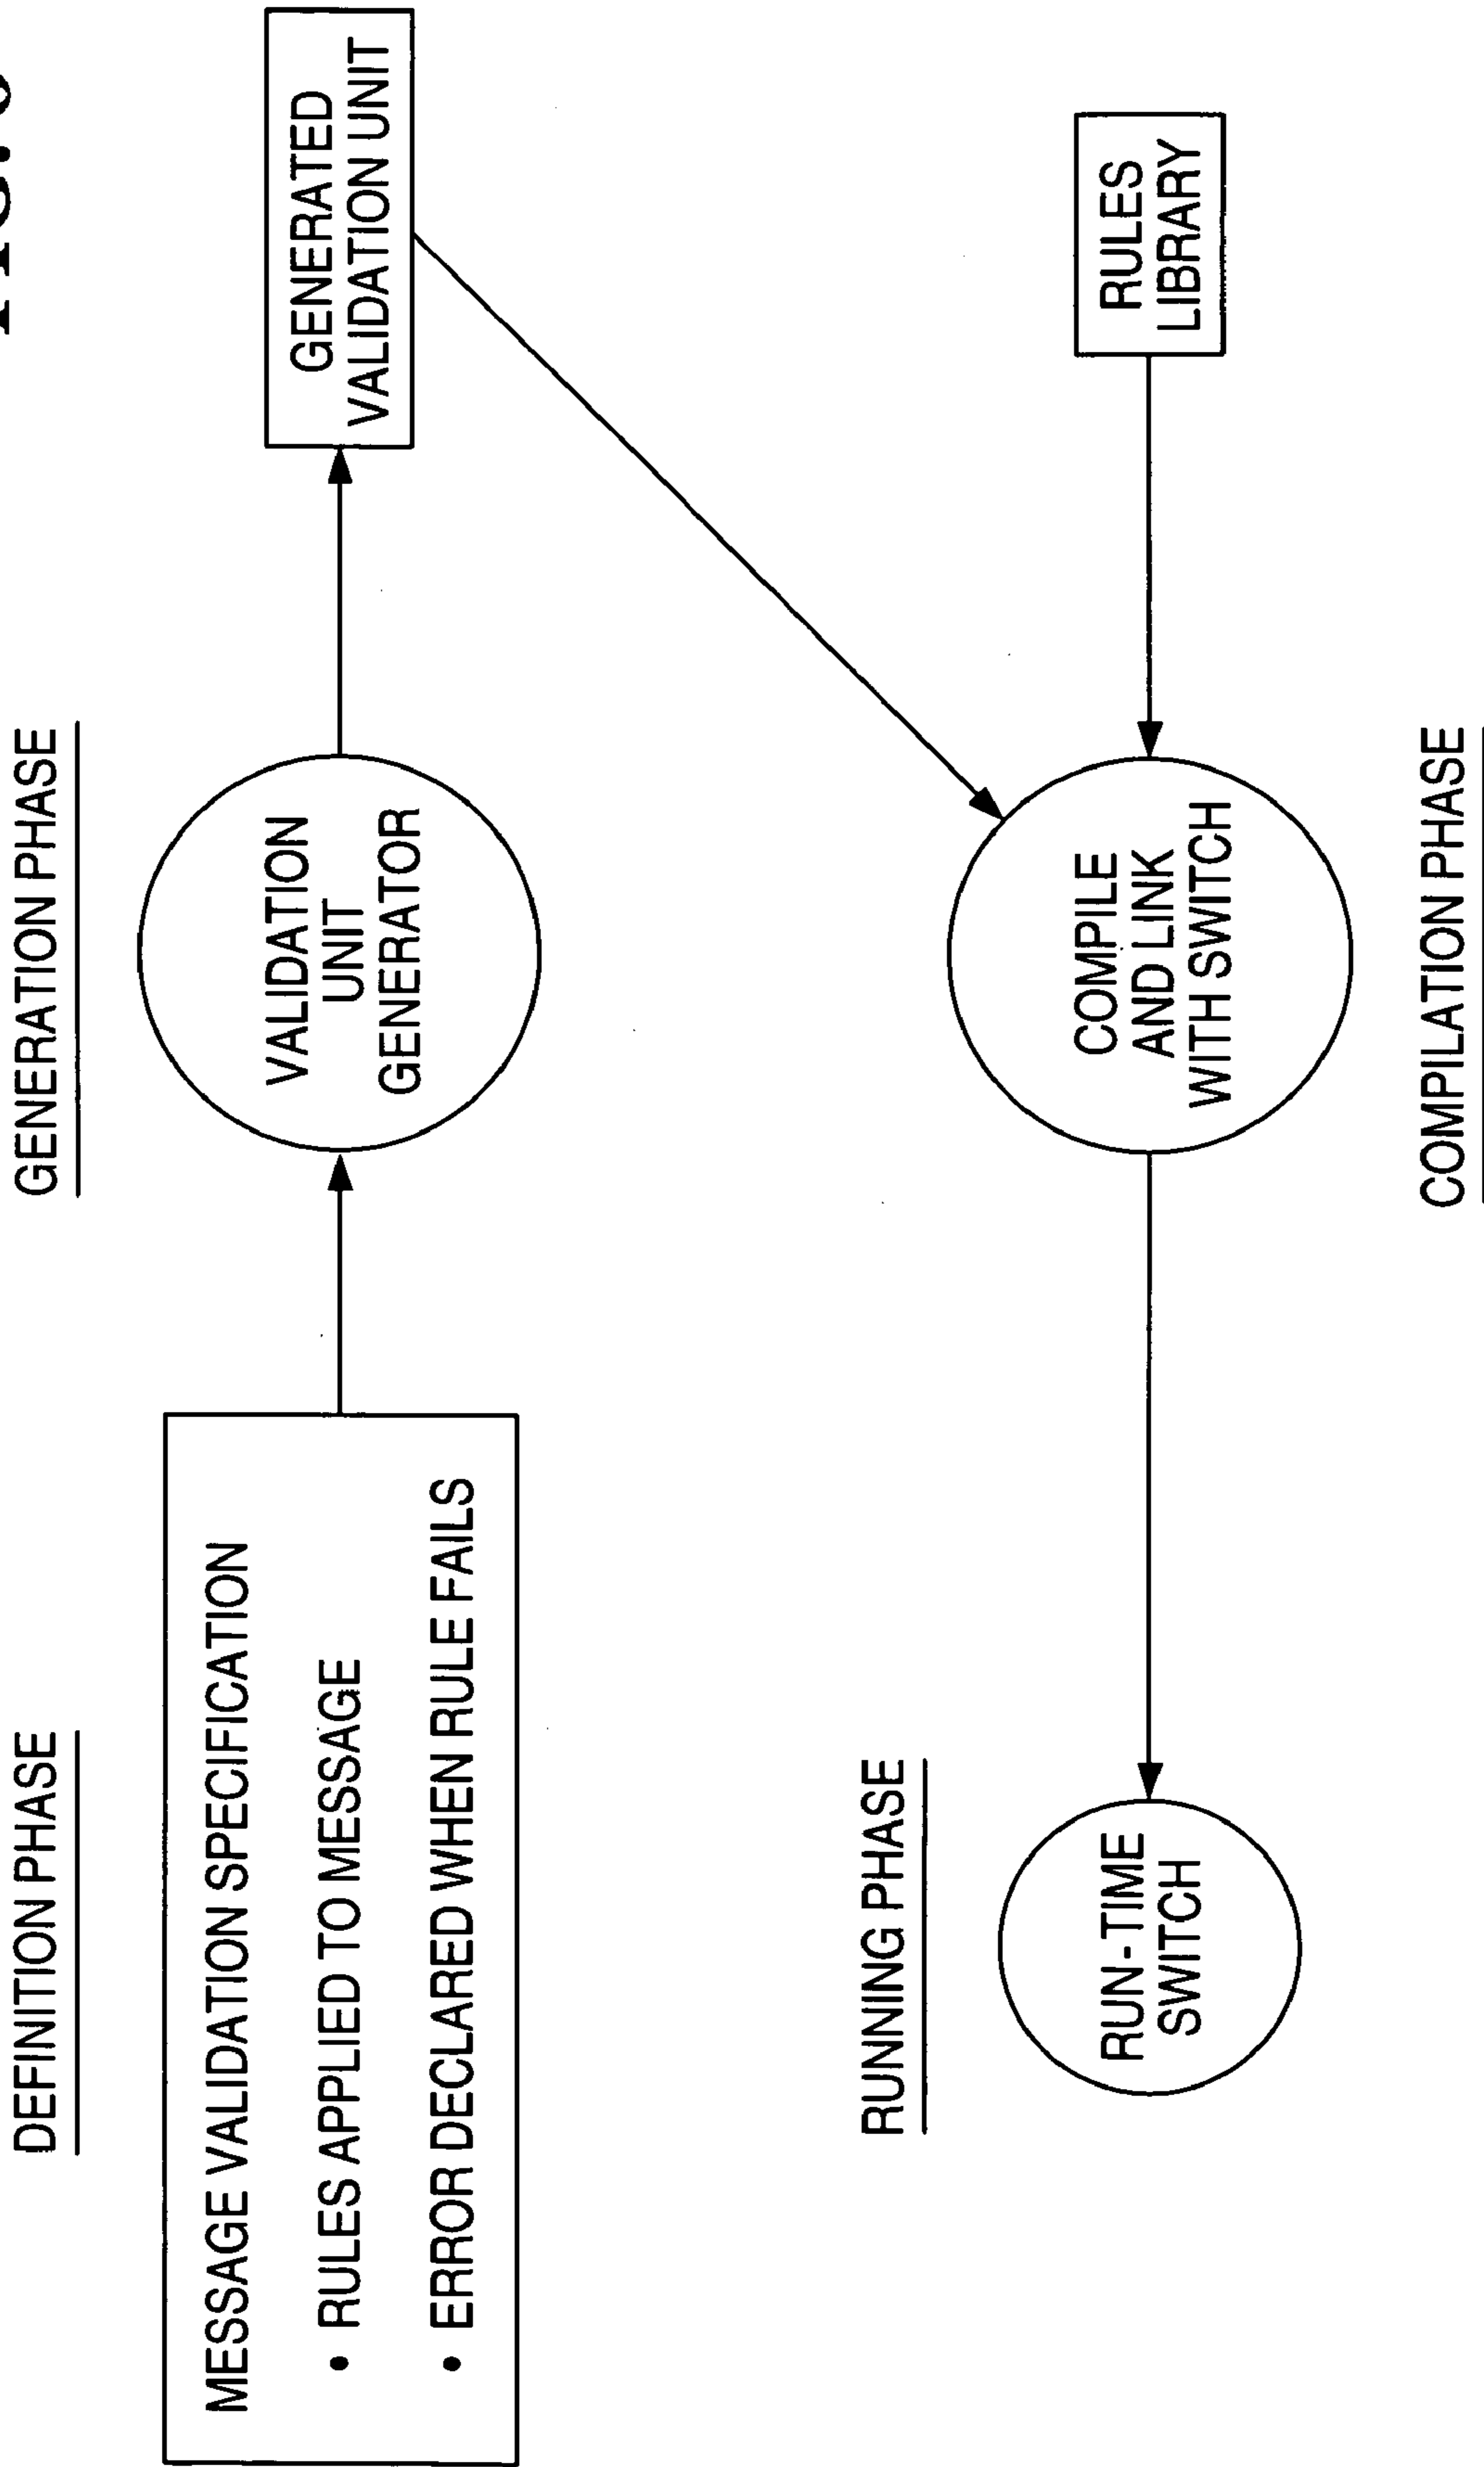 DEFINITION PHASE
GENERATION PHASE
MESSAGE VALIDATION SPECIFICATION
• RULES APPLIED TO MESSAGE
• ERROR DECLARED WHEN RULE FAILS
VALIDATION
UNIT
GENERATOR
GENERATED
VALIDATION UNIT
RUNNING PHASE
RUN-TIME
SWITCH
COMPILE
AND LINK
WITH SWITCH
RULES
LIBRARY
COMPILATION PHASE